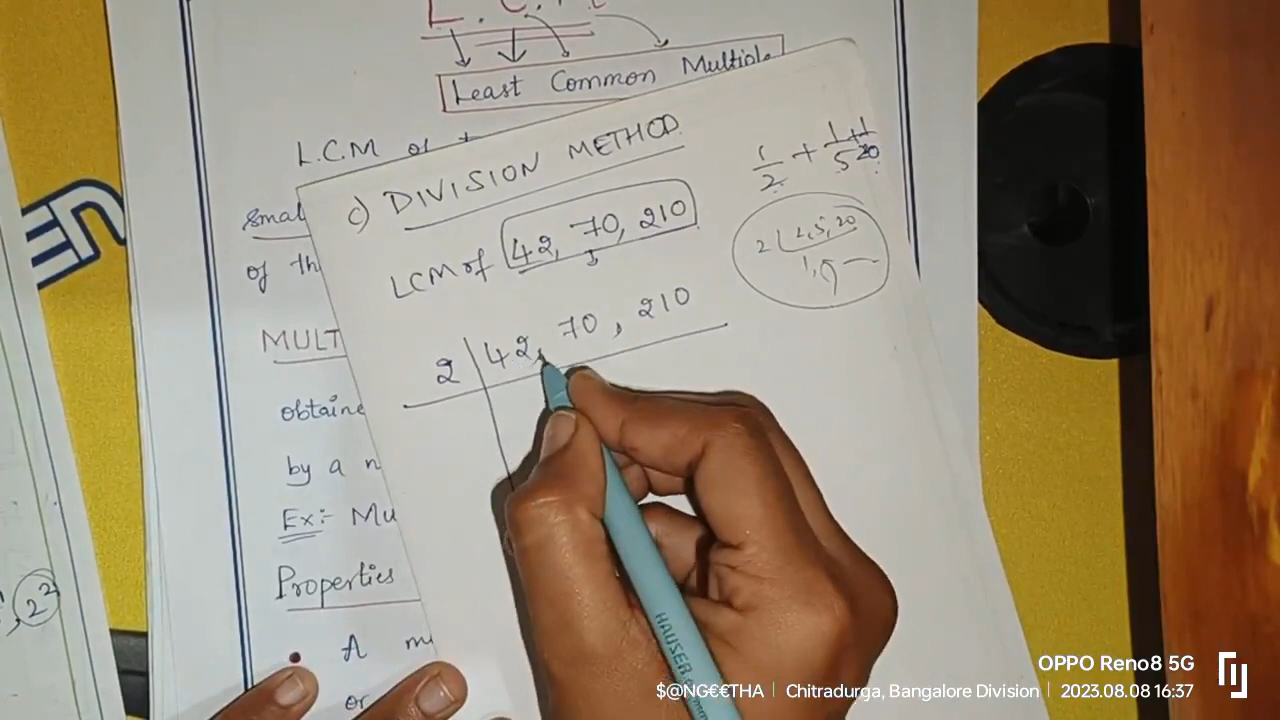 L.C.M
Least Common Multiple
L.C.M of
Smal
of th
MULT
obtaine
by a n
Ex:- Mu
Properties
A m
or
c) DIVISION METHOD
LCM of 42, 70, 210
2 | 42, 70, 210
1/2 + 1/5 + 1/20
2 | 2, 5, 20
, 2²
HAUSER
OPPO Reno8 5G
$@NG€€THA | Chitradurga, Bangalore Division | 2023.08.08 16:37